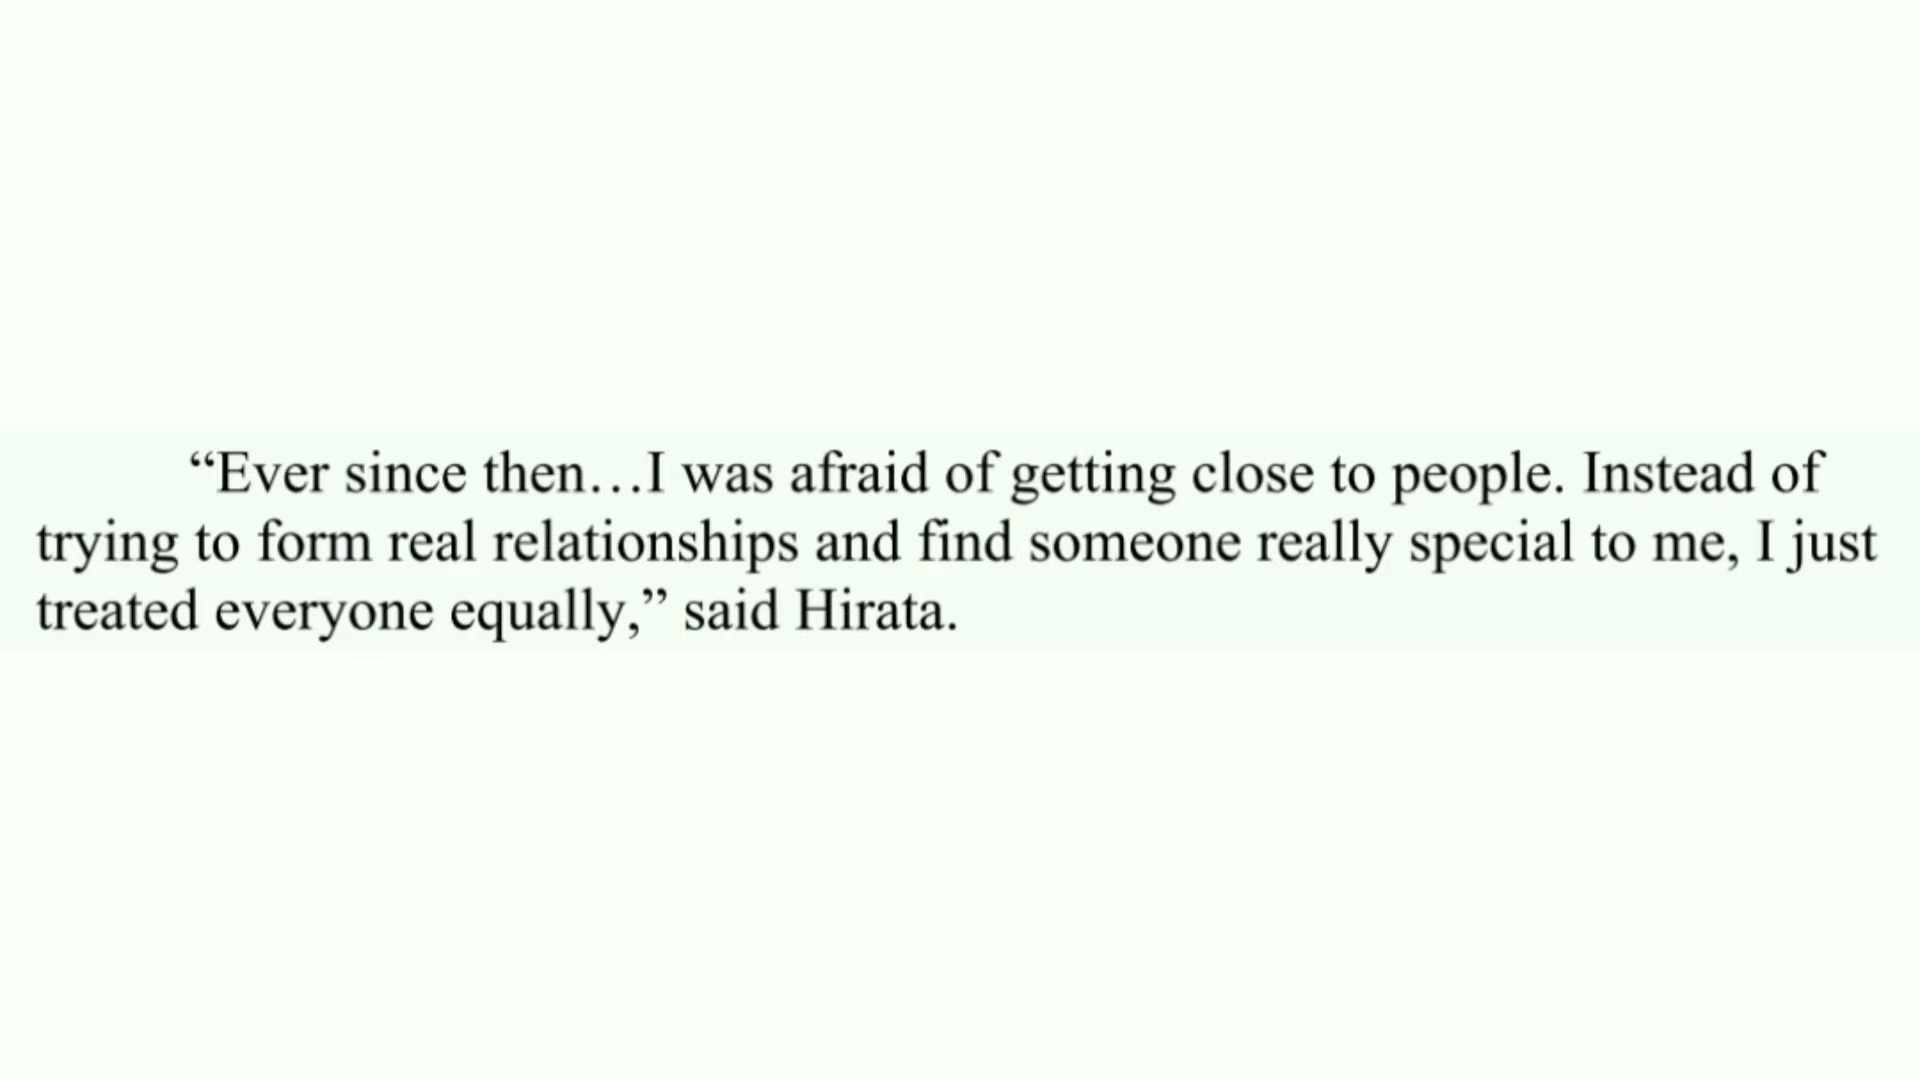 “Ever since then…I was afraid of getting close to people. Instead of
trying to form real relationships and find someone really special to me, I just
treated everyone equally,” said Hirata.